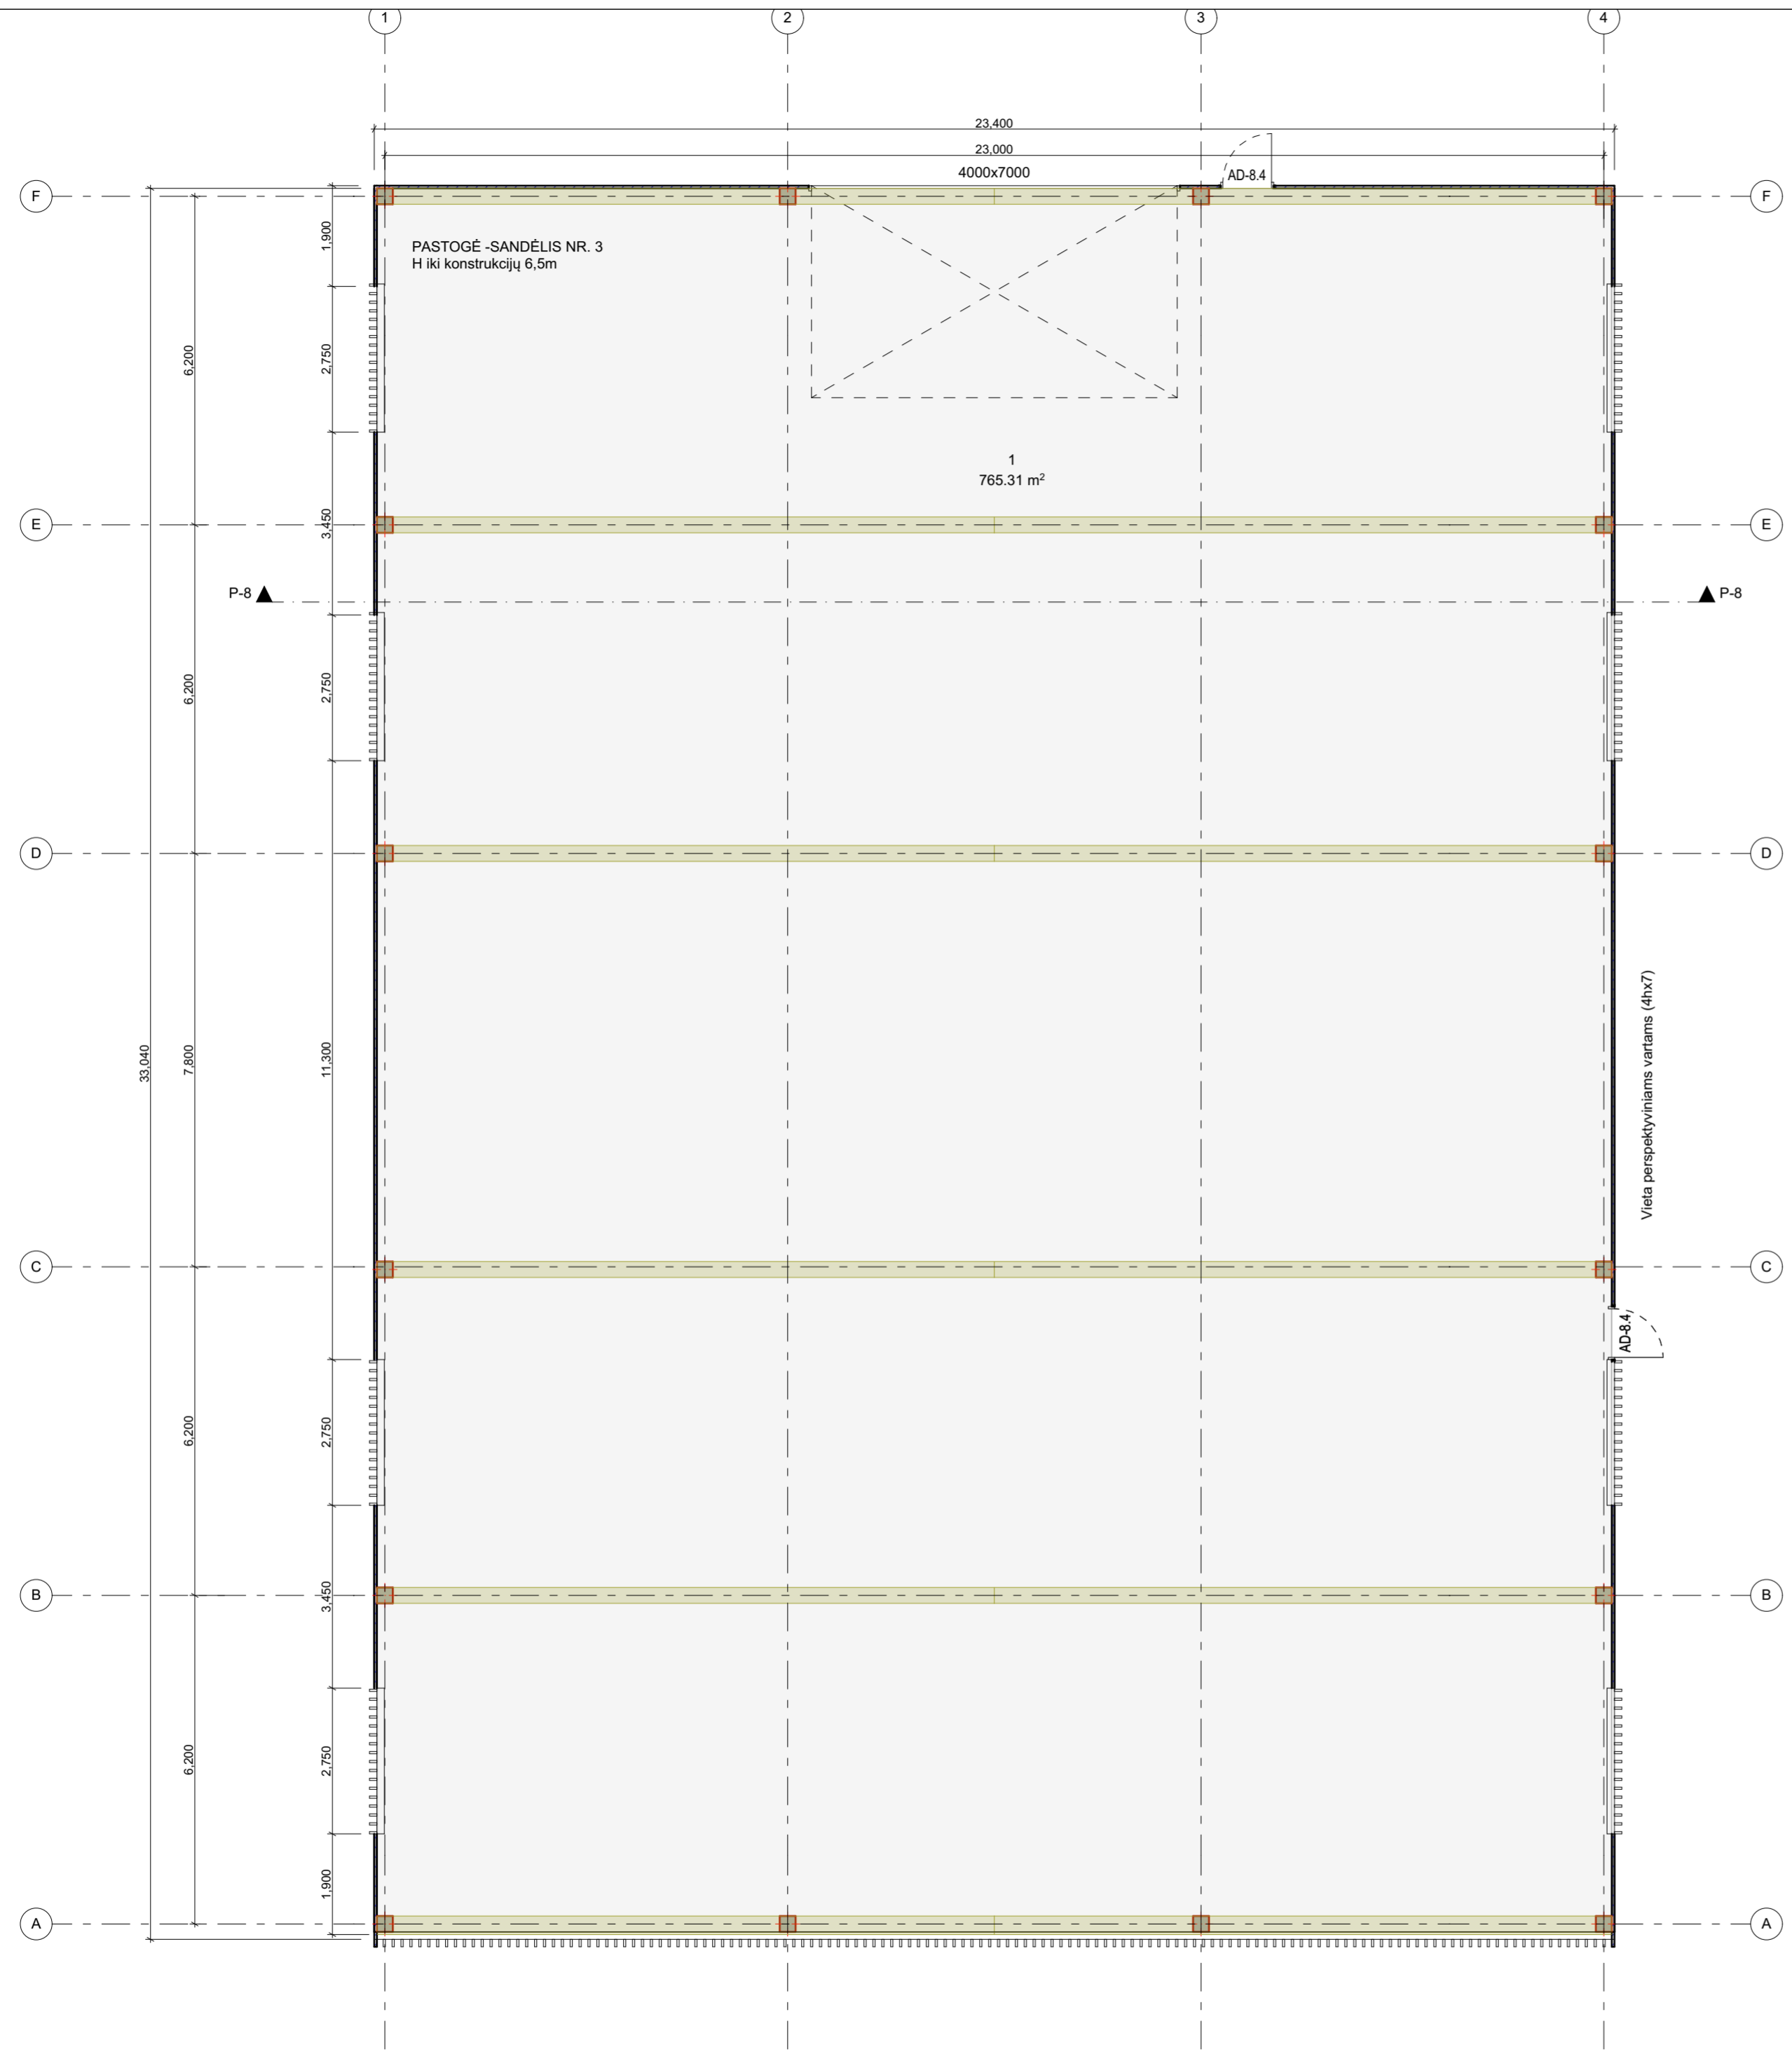 1
2
3
4
23,400
23,000
4000x7000
AD-8.4
F
F
PASTOGĖ -SANDĖLIS NR. 3
H iki konstrukcijų 6,5m
1,900
6,200
2,750
1
765.31 m²
E
3,450
E
P-8
P-8
6,200
2,750
D
D
Vieta perspektyviniams vartams (4hx7)
33,040
7,800
11,300
C
C
AD-8.4
6,200
2,750
B
3,450
B
6,200
2,750
1,900
A
A